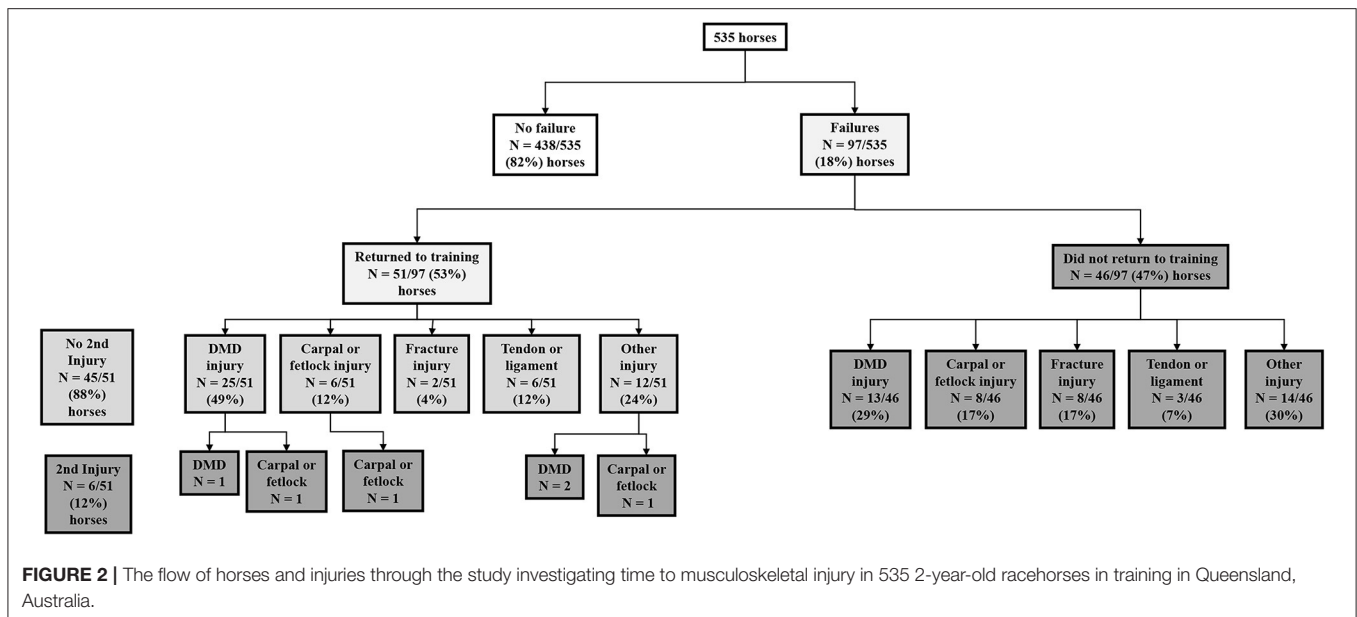 535 horses
No failure
N = 438/535
(82%) horses
Failures
N = 97/535
(18%) horses
Returned to training
N = 51/97 (53%)
horses
Did not return to training
N = 46/97 (47%) horses
No 2nd
Injury
N = 45/51
(88%)
horses
DMD
injury
N = 25/51
(49%)
Carpal or
fetlock injury
N = 6/51
(12%)
Fracture
injury
N = 2/51
(4%)
Tendon or
ligament
N = 6/51
(12%)
Other
injury
N = 12/51
(24%)
DMD
injury
N = 13/46
(29%)
Carpal or
fetlock injury
N = 8/46
(17%)
Fracture
injury
N = 8/46
(17%)
Tendon or
ligament
N = 3/46
(7%)
Other
injury
N = 14/46
(30%)
2nd Injury
N = 6/51
(12%)
horses
DMD
N = 1
Carpal or
fetlock
N = 1
Carpal or
fetlock
N = 1
DMD
N = 2
Carpal or
fetlock
N = 1
FIGURE 2 | The flow of horses and injuries through the study investigating time to musculoskeletal injury in 535 2-year-old racehorses in training in Queensland,
Australia.